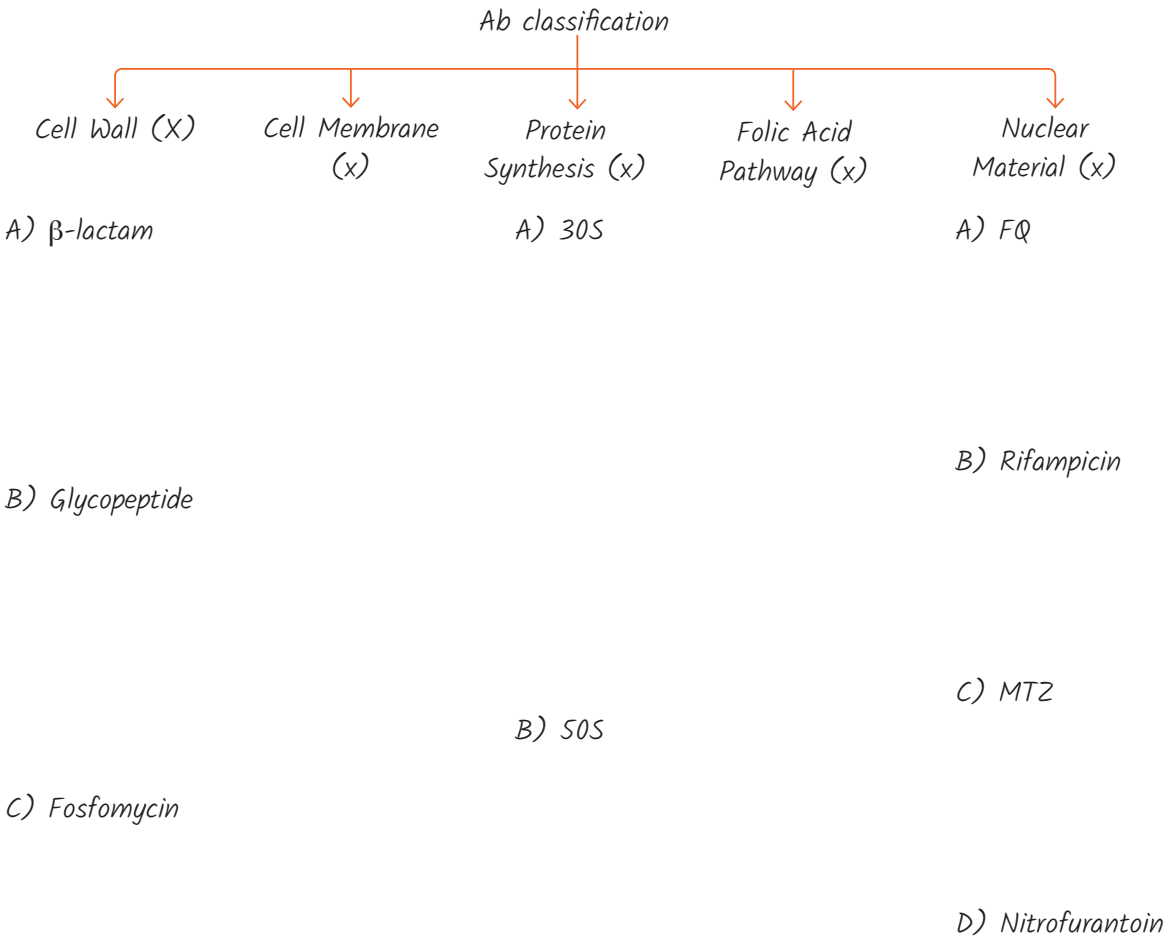 Ab classification
Cell Wall (X)
Cell Membrane
(x)
Protein
Synthesis (x)
Folic Acid
Pathway (x)
Nuclear
Material (x)
A) β-lactam
B) Glycopeptide
C) Fosfomycin
A) 30S
B) 50S
A) FQ
B) Rifampicin
C) MTZ
D) Nitrofurantoin